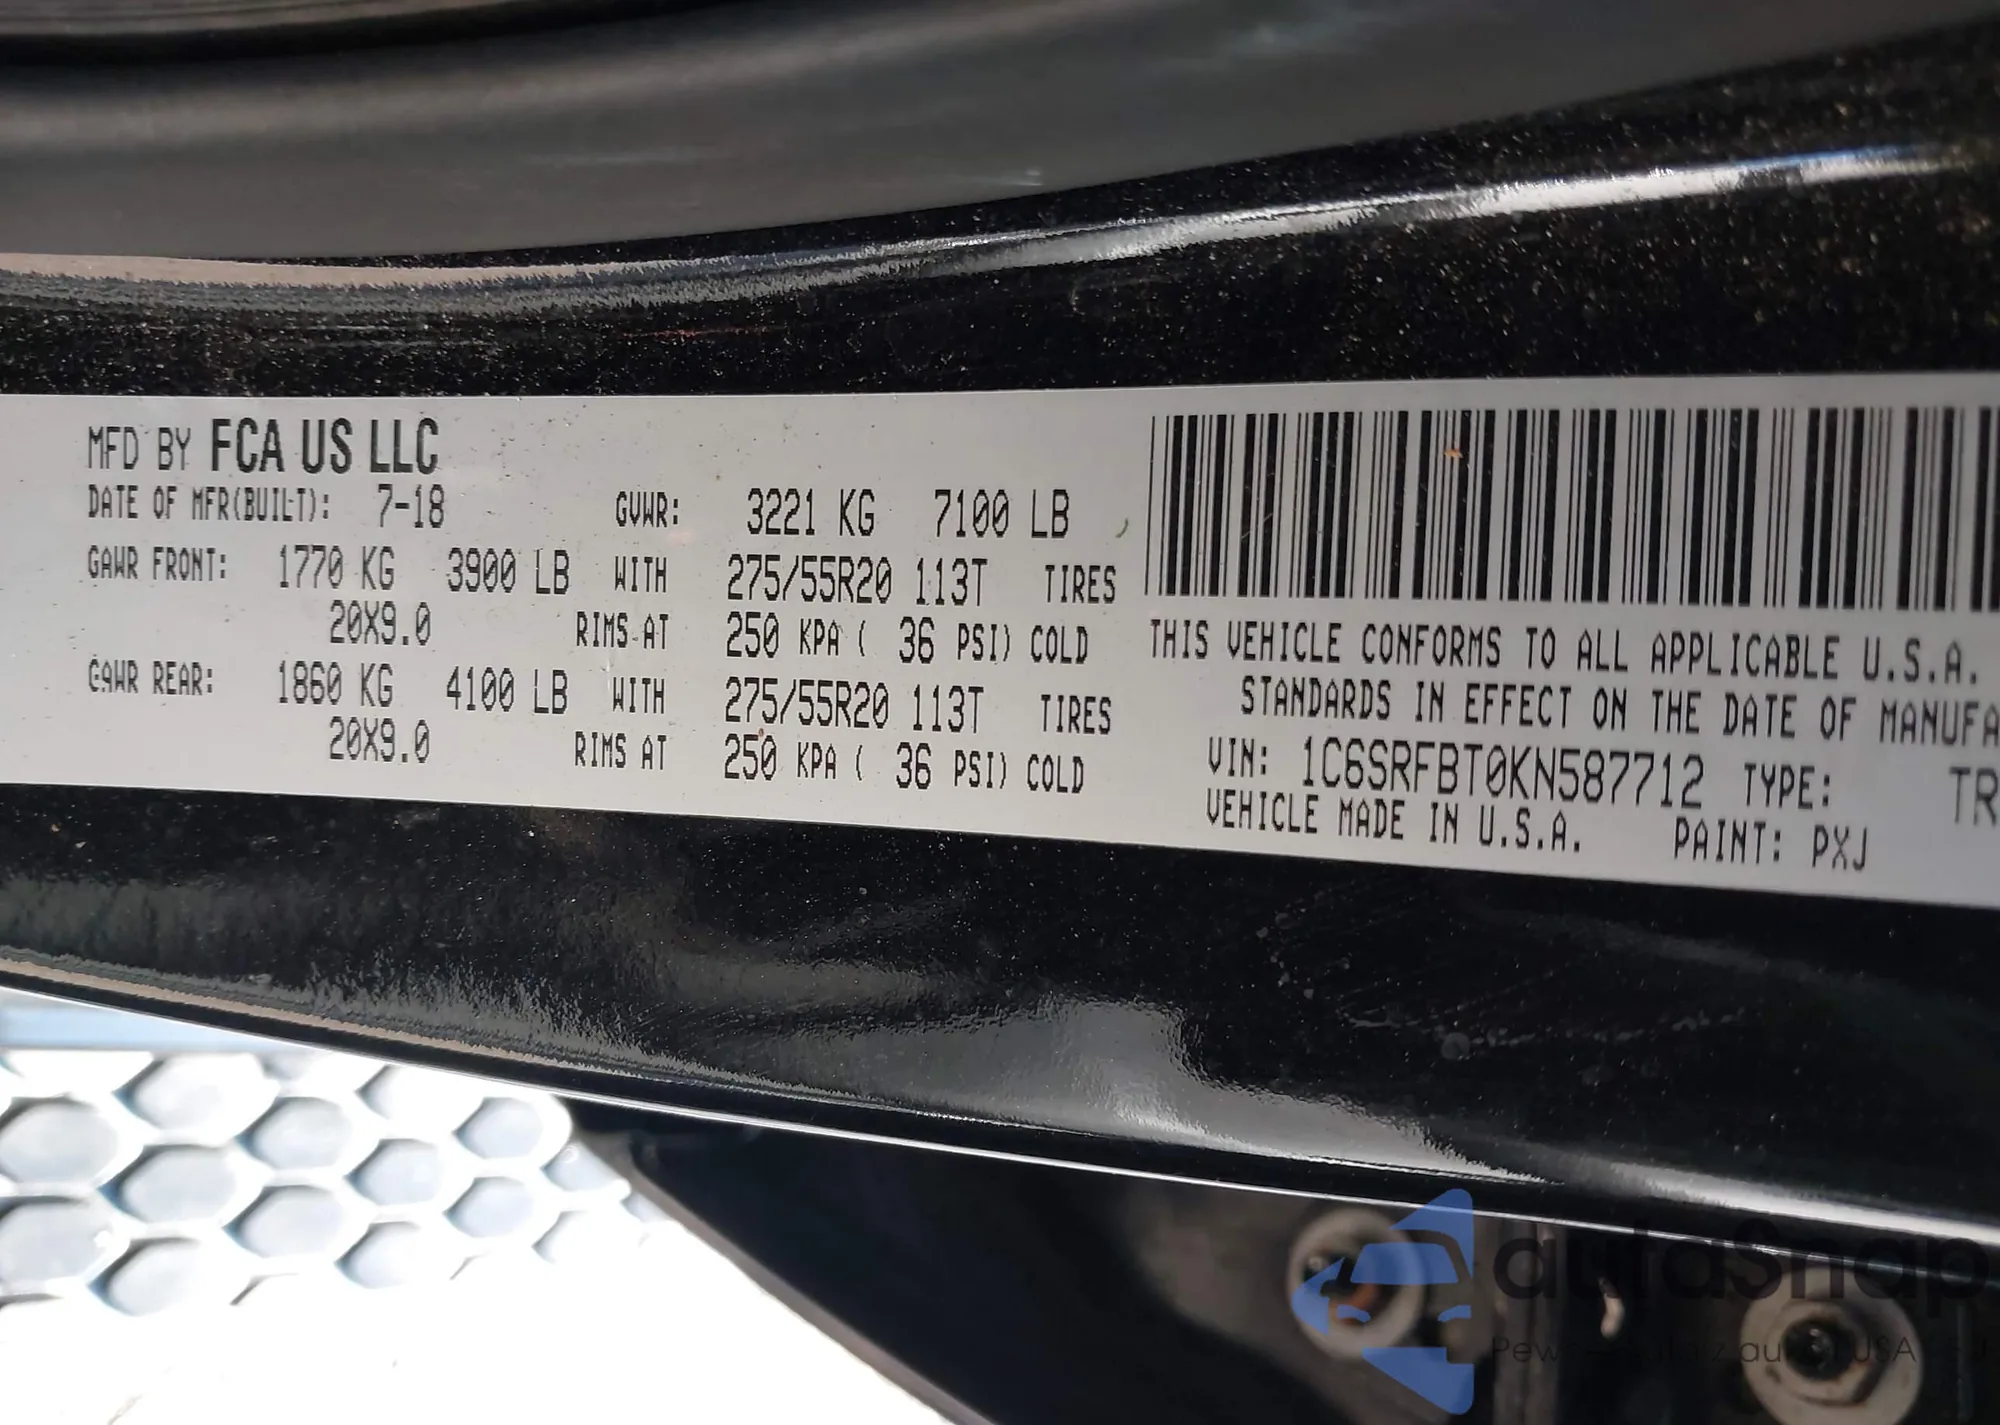 MFD BY FCA US LLC
DATE OF MFR(BUILT): 7-18 GVWR: 3221 KG 7100 LB
GAWR FRONT: 1770 KG 3900 LB WITH 275/55R20 113T TIRES
20X9.0 RIMS AT 250 KPA ( 36 PSI) COLD
GAWR REAR: 1860 KG 4100 LB WITH 275/55R20 113T TIRES
20X9.0 RIMS AT 250 KPA ( 36 PSI) COLD
THIS VEHICLE CONFORMS TO ALL APPLICABLE U.S.A.
STANDARDS IN EFFECT ON THE DATE OF MANUFA
VIN: 1C6SRFBT0KN587712 TYPE: TR
VEHICLE MADE IN U.S.A. PAINT: PXJ
USA